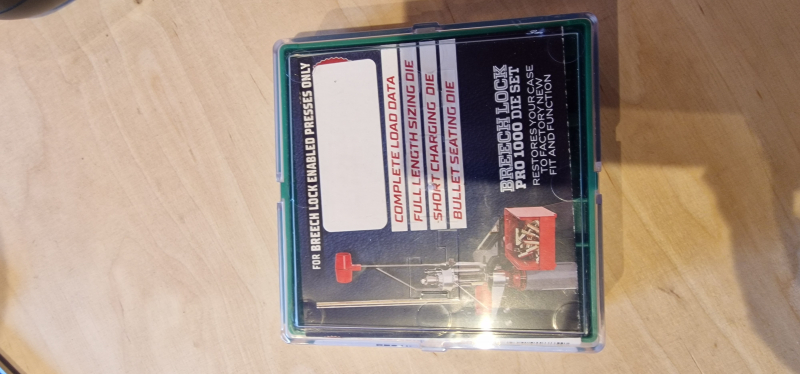 FOR BREECH LOCK ENABLED PRESSES ONLY
COMPLETE LOAD DATA
FULL LENGTH SIZING DIE
SHORT CHARGING DIE
BULLET SEATING DIE
BREECH LOCK
PRO 1000 DIE SET
RESTORES YOUR CASE
TO FACTORY NEW
FIT AND FUNCTION